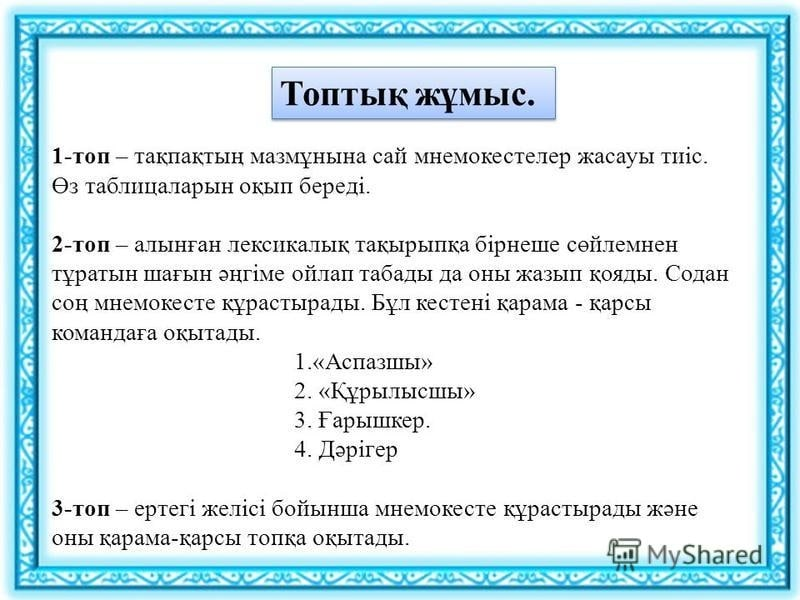 Топтық жұмыс.
1-топ – тақпақтың мазмұнына сай мнемокестелер жасауы тиіс.
Өз таблицаларын оқып береді.
2-топ – алынған лексикалық тақырыпқа бірнеше сөйлемнен
тұратын шағын әңгіме ойлап табады да оны жазып қояды. Содан
соң мнемокесте құрастырады. Бұл кестені қарама - қарсы
командаға оқытады.
1.«Аспазшы»
2. «Құрылысшы»
3. Ғарышкер.
4. Дәрігер
3-топ – ертегі желісі бойынша мнемокесте құрастырады және
оны қарама-қарсы топқа оқытады.
MyShared